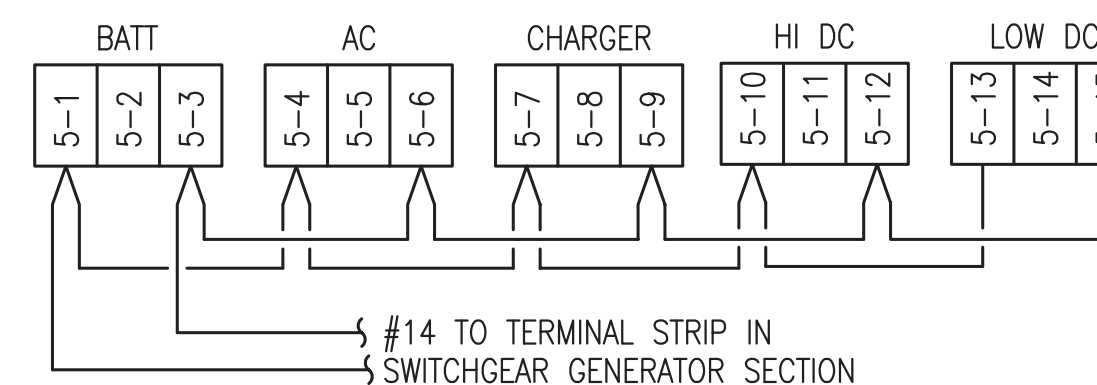 BATT AC CHARGER HI DC LOW DC
5-1 5-2 5-3 5-4 5-5 5-6 5-7 5-8 5-9 5-10 5-11 5-12 5-13 5-14
#14 TO TERMINAL STRIP IN
SWITCHGEAR GENERATOR SECTION